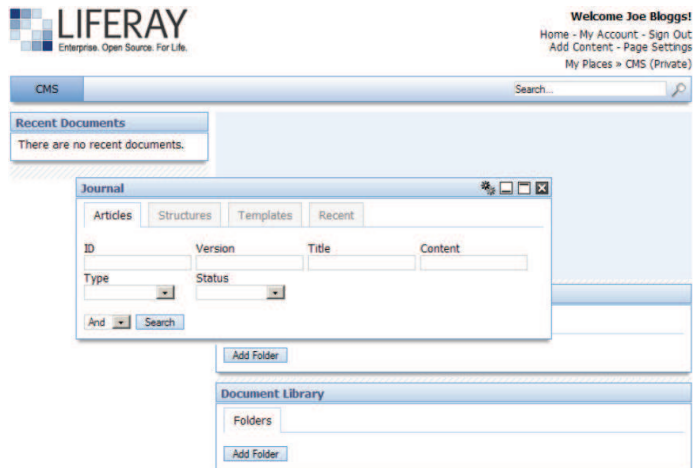 LIFERAY
Enterprise. Open Source. For Life.
Welcome Joe Bloggs!
Home - My Account - Sign Out
Add Content - Page Settings
My Places » CMS (Private)
CMS
Search...
Recent Documents
There are no recent documents.
Journal
Articles Structures Templates Recent
ID Version Title Content
Type Status
And Search
Add Folder
Document Library
Folders
Add Folder